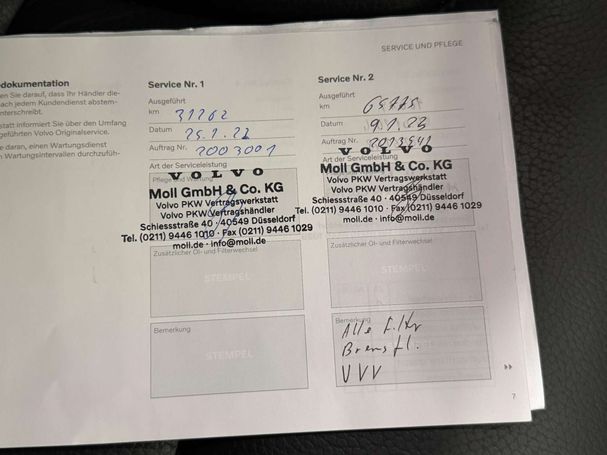 SERVICE UND PFLEGE
dokumentation
en Sie darauf, dass Ihr Händler die-
ach jedem Kundendienst abstem-
nterschreibt.
statt informiert Sie über den Umfang
geführten Volvo Originalservice.
e daran, einen Wartungsdienst
n Wartungsintervallen durchzufüh-
Service Nr. 1
Ausgeführt
km 31262
Datum 25.1.22
Auftrag Nr. 2003001
Art der Serviceleistung
VOLVO
Moll GmbH & Co. KG
Volvo PKW Vertragswerkstatt
Volvo PKW Vertragshändler
Schiessstraße 40 · 40549 Düsseldorf
Tel. (0211) 9446 1010 · Fax (0211) 9446 1029
moll.de · info@moll.de
Zusätzlicher Öl- und Filterwechsel
STEMPEL
Bemerkung
STEMPEL
Service Nr. 2
Ausgeführt
km
Datum
Auftrag Nr.
VOLVO
Art der Serviceleistung
Moll GmbH & Co. KG
Volvo PKW Vertragswerkstatt
Volvo PKW Vertragshändler
Schiessstraße 40 · 40549 Düsseldorf
Tel. (0211) 9446 1010 · Fax (0211) 9446 1029
moll.de · info@moll.de
Zusätzlicher Öl- und Filterwechsel
STEMPEL
Bemerkung
Alle Filter
Bremsfl.
VVV
7